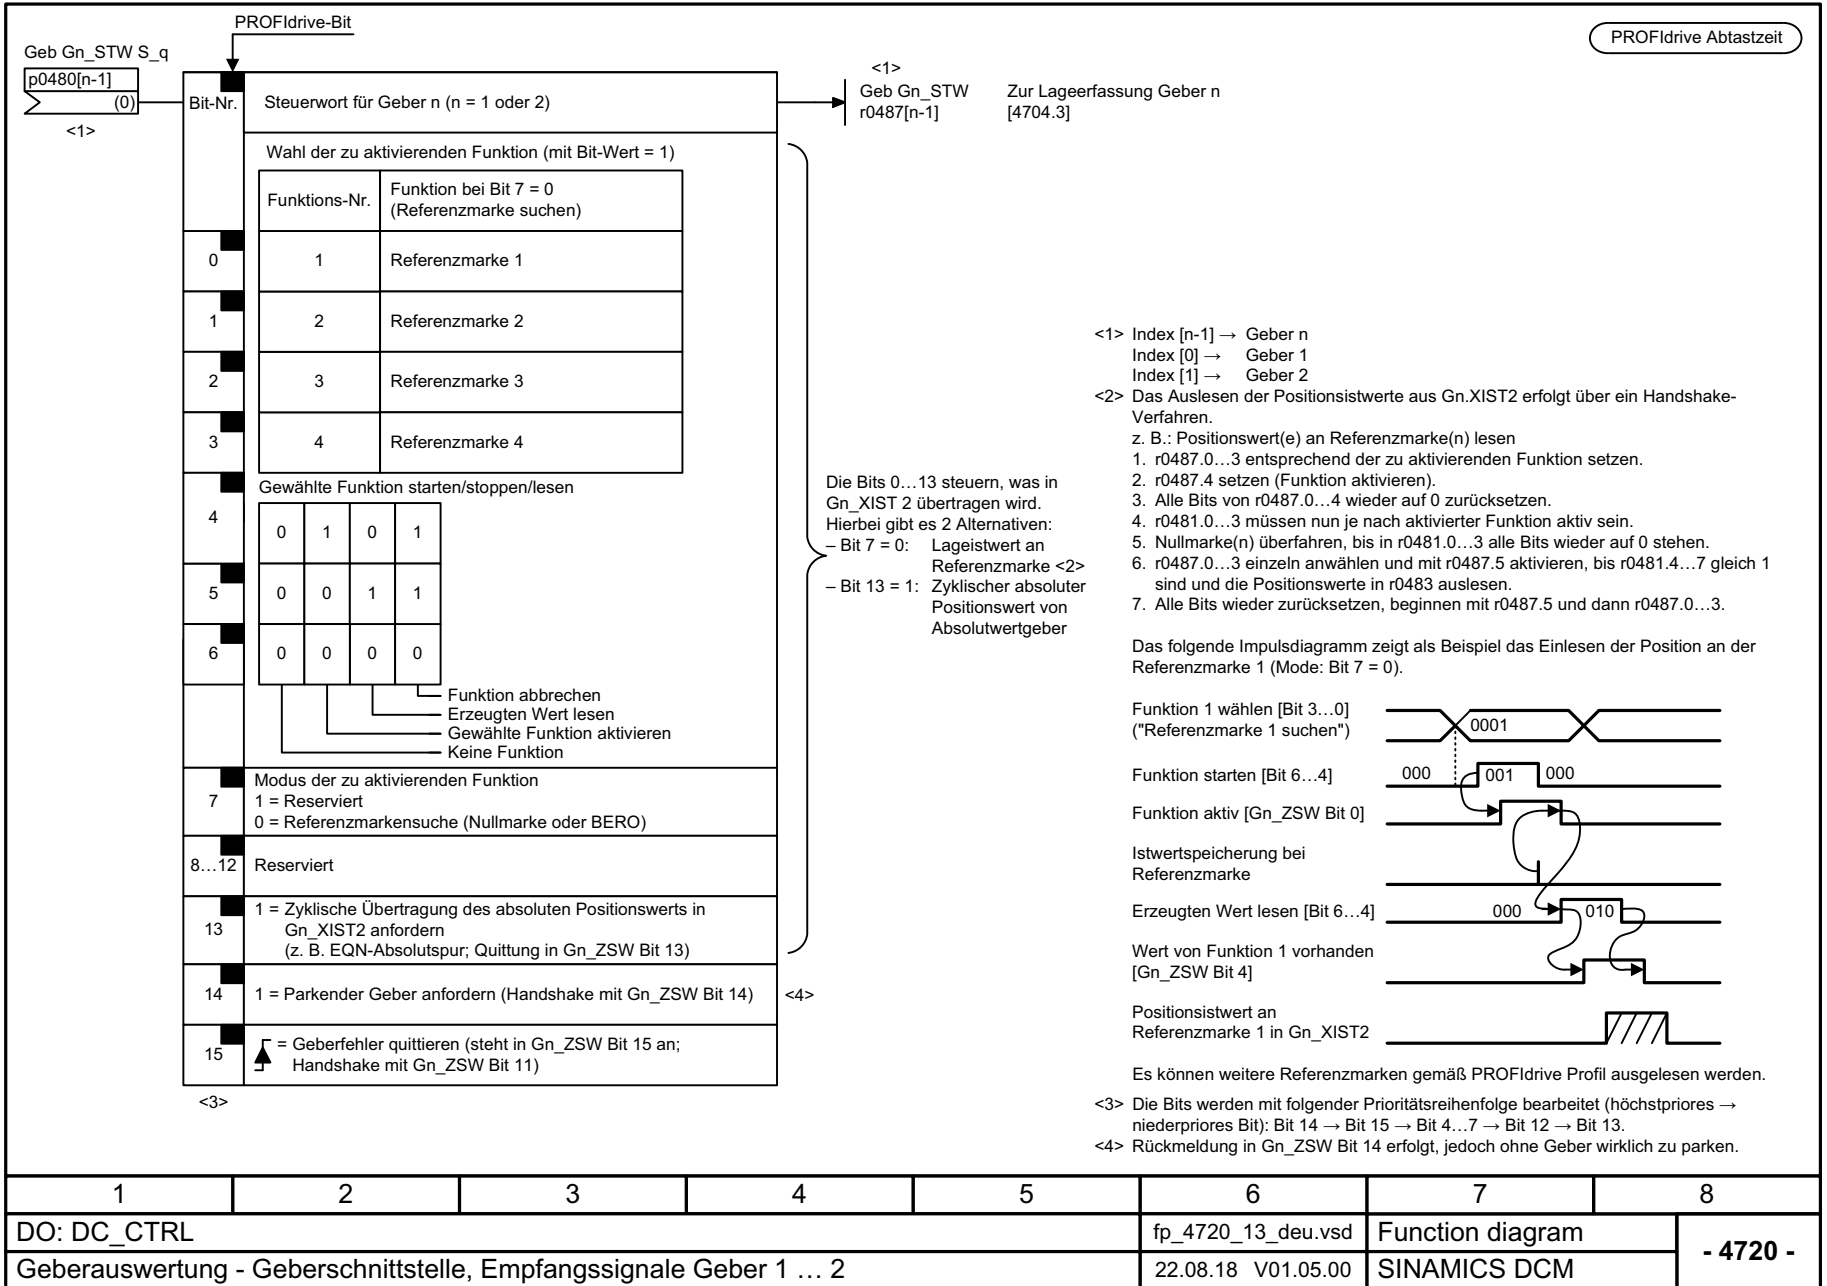 PROFIdrive-Bit
PROFIdrive Abtastzeit
Geb Gn_STW S_q
p0480[n-1]
(0)
<1>
Bit-Nr.
Steuerwort für Geber n (n = 1 oder 2)
<1>
Geb Gn_STW
r0487[n-1]
Zur Lageerfassung Geber n
[4704.3]
Wahl der zu aktivierenden Funktion (mit Bit-Wert = 1)
Funktions-Nr.
Funktion bei Bit 7 = 0
(Referenzmarke suchen)
0
1
Referenzmarke 1
1
2
Referenzmarke 2
2
3
Referenzmarke 3
3
4
Referenzmarke 4
Gewählte Funktion starten/stoppen/lesen
4
0 1 0 1
5
0 0 1 1
6
0 0 0 0
Funktion abbrechen
Erzeugten Wert lesen
Gewählte Funktion aktivieren
Keine Funktion
7
Modus der zu aktivierenden Funktion
1 = Reserviert
0 = Referenzmarkensuche (Nullmarke oder BERO)
8…12
Reserviert
13
1 = Zyklische Übertragung des absoluten Positionswerts in
Gn_XIST2 anfordern
(z. B. EQN-Absolutspur; Quittung in Gn_ZSW Bit 13)
14
1 = Parkender Geber anfordern (Handshake mit Gn_ZSW Bit 14)
<4>
15
= Geberfehler quittieren (steht in Gn_ZSW Bit 15 an;
Handshake mit Gn_ZSW Bit 11)
<3>
Die Bits 0…13 steuern, was in
Gn_XIST 2 übertragen wird.
Hierbei gibt es 2 Alternativen:
– Bit 7 = 0: Lageistwert an
Referenzmarke <2>
– Bit 13 = 1: Zyklischer absoluter
Positionswert von
Absolutwertgeber
<1> Index [n-1] → Geber n
Index [0] → Geber 1
Index [1] → Geber 2
<2> Das Auslesen der Positionsistwerte aus Gn.XIST2 erfolgt über ein Handshake-
Verfahren.
z. B.: Positionswert(e) an Referenzmarke(n) lesen
1. r0487.0…3 entsprechend der zu aktivierenden Funktion setzen.
2. r0487.4 setzen (Funktion aktivieren).
3. Alle Bits von r0487.0…4 wieder auf 0 zurücksetzen.
4. r0481.0…3 müssen nun je nach aktivierter Funktion aktiv sein.
5. Nullmarke(n) überfahren, bis in r0481.0…3 alle Bits wieder auf 0 stehen.
6. r0487.0…3 einzeln anwählen und mit r0487.5 aktivieren, bis r0481.4…7 gleich 1
sind und die Positionswerte in r0483 auslesen.
7. Alle Bits wieder zurücksetzen, beginnen mit r0487.5 und dann r0487.0…3.
Das folgende Impulsdiagramm zeigt als Beispiel das Einlesen der Position an der
Referenzmarke 1 (Mode: Bit 7 = 0).
Funktion 1 wählen [Bit 3…0]
("Referenzmarke 1 suchen")
0001
Funktion starten [Bit 6…4]
000 001 000
Funktion aktiv [Gn_ZSW Bit 0]
Istwertspeicherung bei
Referenzmarke
Erzeugten Wert lesen [Bit 6…4]
000 010
Wert von Funktion 1 vorhanden
[Gn_ZSW Bit 4]
Positionsistwert an
Referenzmarke 1 in Gn_XIST2
Es können weitere Referenzmarken gemäß PROFIdrive Profil ausgelesen werden.
<3> Die Bits werden mit folgender Prioritätsreihenfolge bearbeitet (höchstpriores →
niederpriores Bit): Bit 14 → Bit 15 → Bit 4…7 → Bit 12 → Bit 13.
<4> Rückmeldung in Gn_ZSW Bit 14 erfolgt, jedoch ohne Geber wirklich zu parken.
1 2 3 4 5 6 7 8
DO: DC_CTRL
fp_4720_13_deu.vsd
Function diagram
- 4720 -
Geberauswertung - Geberschnittstelle, Empfangssignale Geber 1 … 2
22.08.18 V01.05.00
SINAMICS DCM